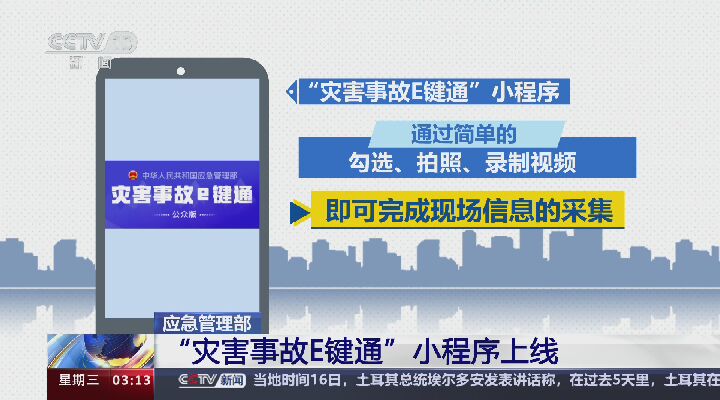 CCTV 13
新闻
“灾害事故E键通”小程序
通过简单的
勾选、拍照、录制视频
即可完成现场信息的采集
中华人民共和国应急管理部
灾害事故e键通
公众版
应急管理部
“灾害事故E键通”小程序上线
星期三 03:13 CCTV 新闻 当地时间16日，土耳其总统埃尔多安发表讲话称，在过去5天里，土耳其在